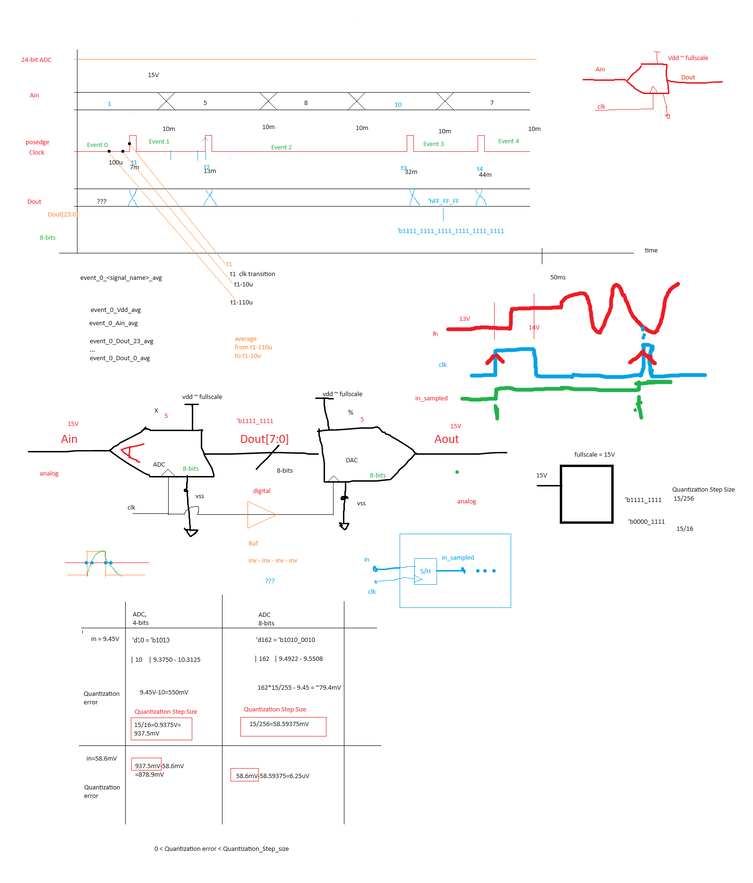 24-bit ADC
Vdd ~ fullscale
Ain
Dout
clk
15V
Ain
1
5
8
10
7
10m
10m
10m
10m
10m
posedge
Clock
Event 0
Event 1
Event 2
Event 3
Event 4
100u
t1
7m
t2
13m
t3
32m
t4
44m
Dout
???
'hFF_FF_FF
Dout[23:0]
'b1111_1111_1111_1111_1111_1111
8-bits
time
t1
t1 clk transition
t1-10u
t1-110u
50ms
event_0_<signal_name>_avg
event_0_Vdd_avg
event_0_Ain_avg
event_0_Dout_23_avg
...
event_0_Dout_0_avg
average
from t1-110u
to t1-10u
13V
14V
in
clk
in_sampled
vdd ~ fullscale
vdd ~ fullscale
X
5
%
5
15V
Ain
'b1111_1111
Dout[7:0]
15V
Aout
ADC
8-bits
8-bits
DAC
8-bits
analog
digital
analog
vss
vss
clk
Buf
inv - inv - inv - inv
???
fullscale = 15V
15V
'b1111_1111
'b0000_1111
Quantization Step Size
15/256
15/16
in
in_sampled
S/H
clk
ADC,
4-bits
ADC
8-bits
in = 9.45V
'd10 = 'b1013
'd162 = 'b1010_0010
| 10 | 9.3750 - 10.3125
| 162 | 9.4922 - 9.5508
Quantization
error
9.45V-10=550mV
162*15/255 - 9.45 = ~79.4mV
Quantization Step Size
15/16=0.9375V=
937.5mV
Quantization Step Size
15/256=58.59375mV
in=58.6mV
937.5mV-58.6mV
=878.9mV
58.6mV-58.59375=6.25uV
Quantization
error
0 < Quantization error < Quantization_Step_size